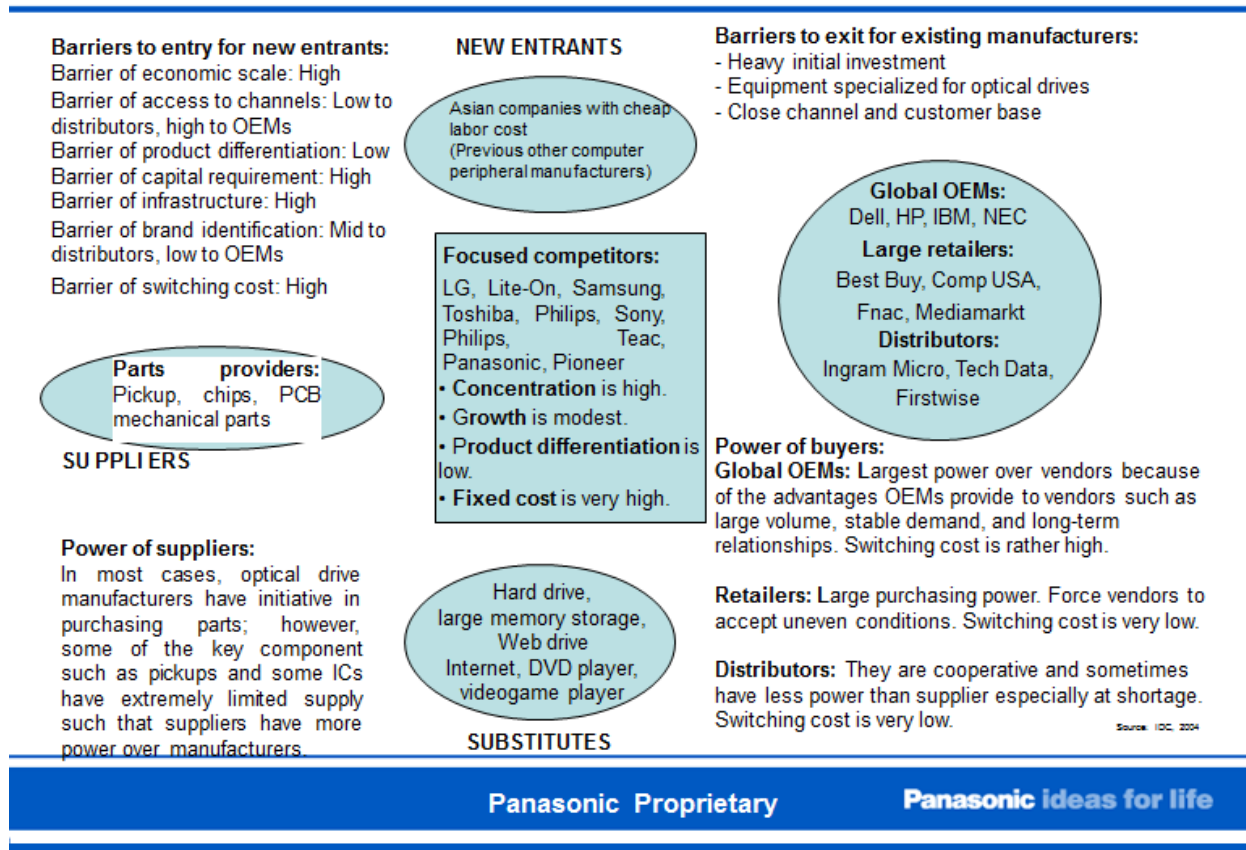 Barriers to entry for new entrants:
Barrier of economic scale: High
Barrier of access to channels: Low to
distributors, high to OEMs
Barrier of product differentiation: Low
Barrier of capital requirement: High
Barrier of infrastructure: High
Barrier of brand identification: Mid to
distributors, low to OEMs
Barrier of switching cost: High
NEW ENTRANTS
Asian companies with cheap
labor cost
(Previous other computer
peripheral manufacturers)
Barriers to exit for existing manufacturers:
- Heavy initial investment
- Equipment specialized for optical drives
- Close channel and customer base
Focused competitors:
LG, Lite-On, Samsung,
Toshiba, Philips, Sony,
Philips, Teac,
Panasonic, Pioneer
• Concentration is high.
• Growth is modest.
• Product differentiation is
low.
• Fixed cost is very high.
Global OEMs:
Dell, HP, IBM, NEC
Large retailers:
Best Buy, Comp USA,
Fnac, Mediamarkt
Distributors:
Ingram Micro, Tech Data,
Firstwise
Parts providers:
Pickup, chips, PCB
mechanical parts
SUPPLIERS
Power of suppliers:
In most cases, optical drive
manufacturers have initiative in
purchasing parts; however,
some of the key component
such as pickups and some ICs
have extremely limited supply
such that suppliers have more
power over manufacturers.
Hard drive,
large memory storage,
Web drive
Internet, DVD player,
videogame player
SUBSTITUTES
Power of buyers:
Global OEMs: Largest power over vendors because
of the advantages OEMs provide to vendors such as
large volume, stable demand, and long-term
relationships. Switching cost is rather high.
Retailers: Large purchasing power. Force vendors to
accept uneven conditions. Switching cost is very low.
Distributors: They are cooperative and sometimes
have less power than supplier especially at shortage.
Switching cost is very low.
Source: IDC, 2004
Panasonic Proprietary
Panasonic ideas for life